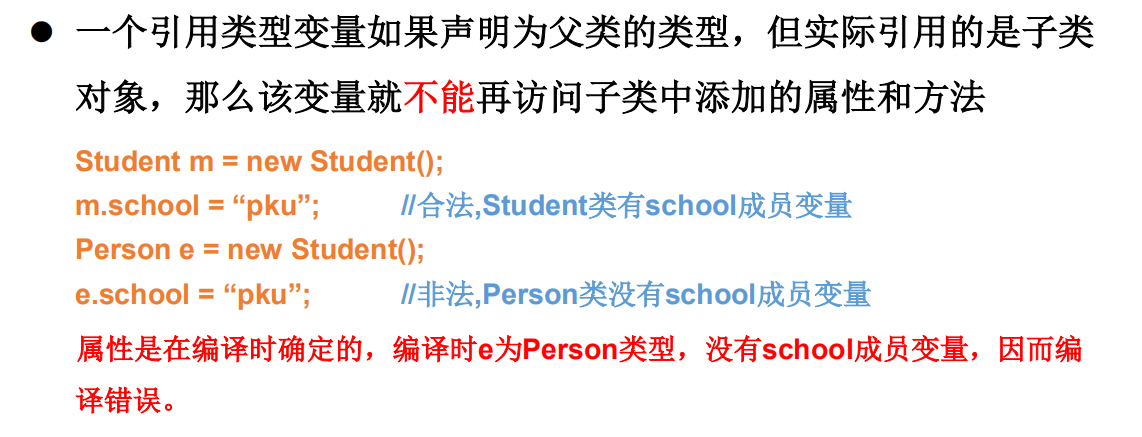 ● 一个引用类型变量如果声明为父类的类型，但实际引用的是子类
对象，那么该变量就不能再访问子类中添加的属性和方法
Student m = new Student();
m.school = “pku”; //合法,Student类有school成员变量
Person e = new Student();
e.school = “pku”; //非法,Person类没有school成员变量
属性是在编译时确定的，编译时e为Person类型，没有school成员变量，因而编
译错误。